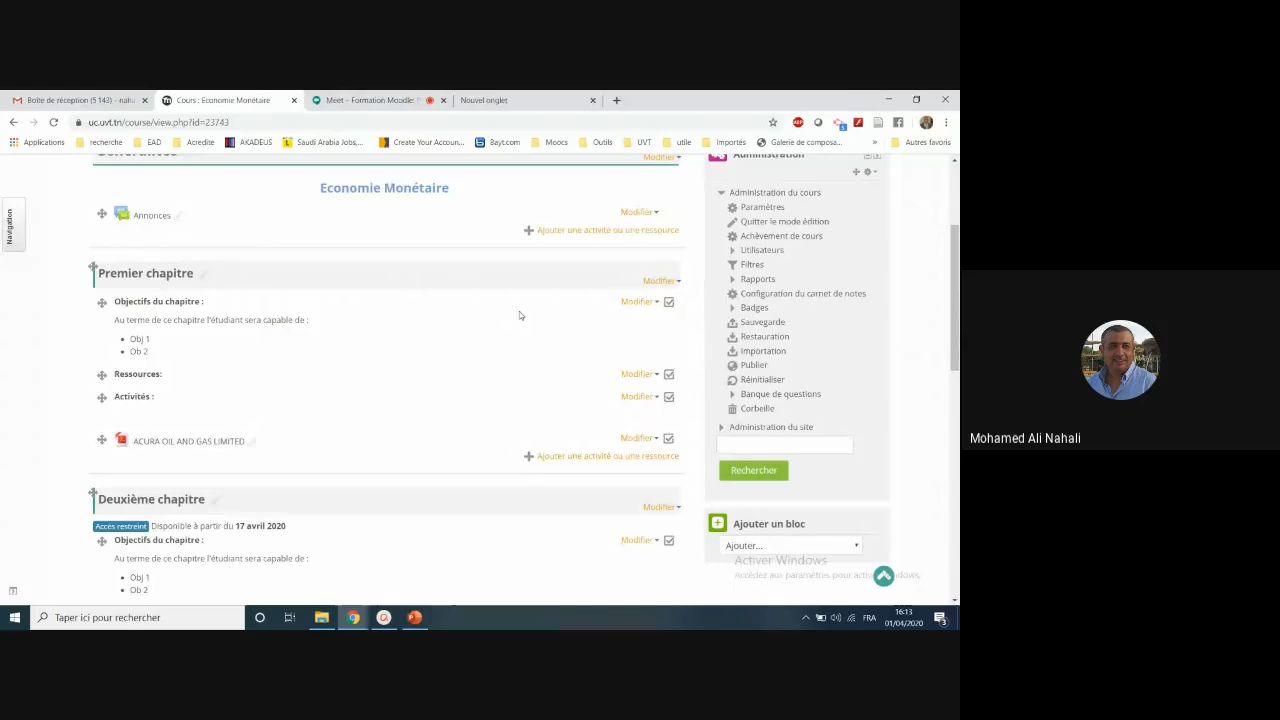 Boîte de réception (5 143) - naha
Cours : Economie Monétaire
Meet – Formation Moodle:
Nouvel onglet
uc.uvt.tn/course/view.php?id=23743
Applications
recherche
EAD
Acredite
AKADEUS
Saudi Arabia Jobs,...
Create Your Accoun...
Bayt.com
Moocs
Outils
UVT
utile
Importés
Galerie de composa...
»
Autres favoris
Navigation
Modifier
Economie Monétaire
Annonces
Modifier
Ajouter une activité ou une ressource
Premier chapitre
Modifier
Objectifs du chapitre :
Modifier
Au terme de ce chapitre l'étudiant sera capable de :
Obj 1
Ob 2
Ressources:
Modifier
Activités :
Modifier
ACURA OIL AND GAS LIMITED
Modifier
Ajouter une activité ou une ressource
Deuxième chapitre
Modifier
Accès restreint Disponible à partir du 17 avril 2020
Objectifs du chapitre :
Modifier
Au terme de ce chapitre l'étudiant sera capable de :
Obj 1
Ob 2
Administration
Administration du cours
Paramètres
Quitter le mode édition
Achèvement de cours
Utilisateurs
Filtres
Rapports
Configuration du carnet de notes
Badges
Sauvegarde
Restauration
Importation
Publier
Réinitialiser
Banque de questions
Corbeille
Administration du site
Rechercher
Ajouter un bloc
Ajouter...
Activer Windows
Accédez aux paramètres pour activer Windows.
Taper ici pour rechercher
FRA
16:13
01/04/2020
3
Mohamed Ali Nahali